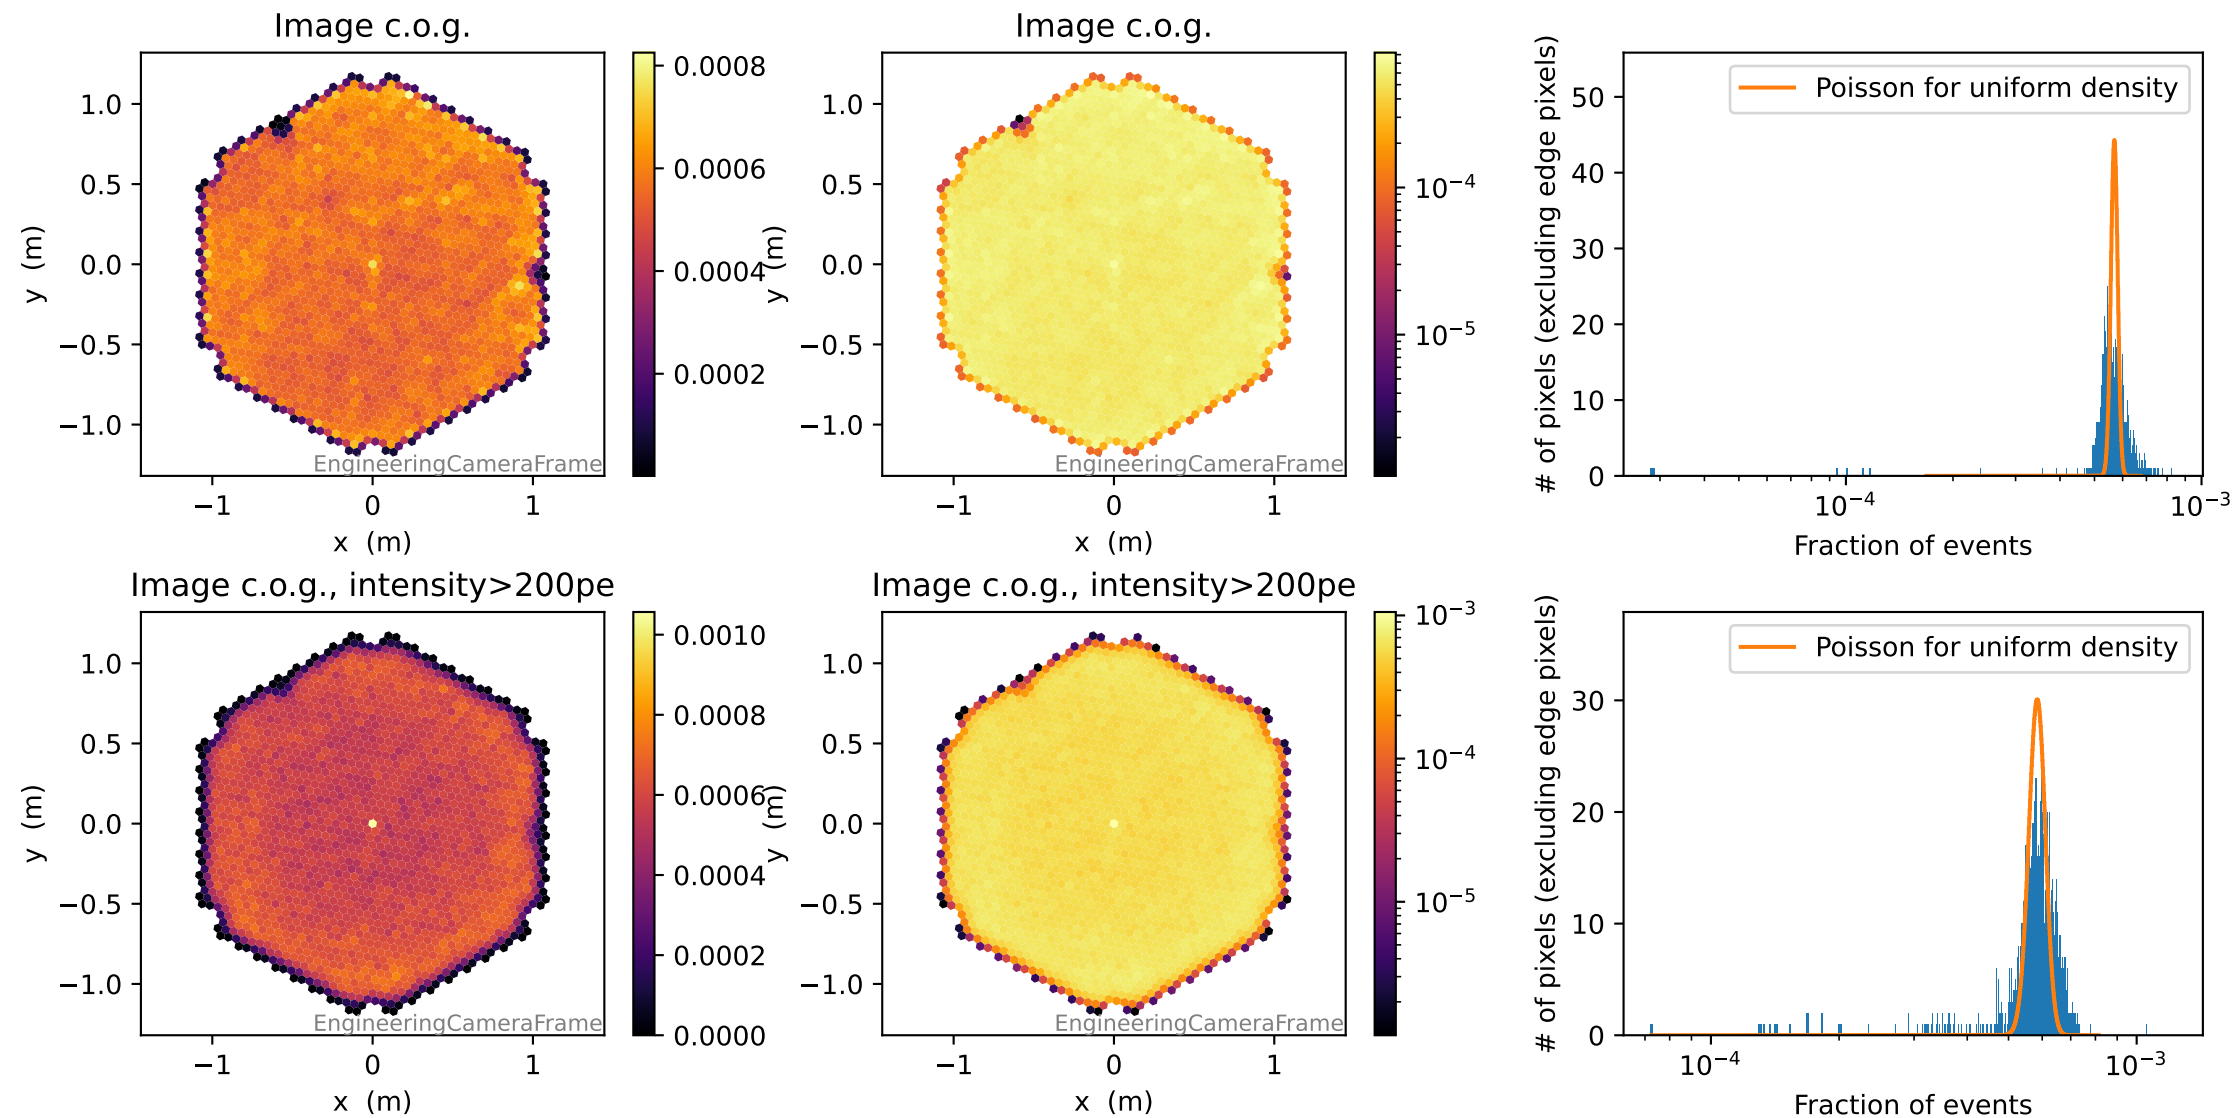 Image c.o.g.
y (m)
1.0
0.5
0.0
−0.5
−1.0
−1
0
1
x (m)
EngineeringCameraFrame
0.0008
0.0006
0.0004
0.0002
Image c.o.g.
y (m)
1.0
0.5
0.0
−0.5
−1.0
−1
0
1
x (m)
EngineeringCameraFrame
10⁻⁴
10⁻⁵
# of pixels (excluding edge pixels)
50
40
30
20
10
0
Poisson for uniform density
10⁻⁴
10⁻³
Fraction of events
Image c.o.g., intensity>200pe
y (m)
1.0
0.5
0.0
−0.5
−1.0
−1
0
1
x (m)
EngineeringCameraFrame
0.0010
0.0008
0.0006
0.0004
0.0002
0.0000
Image c.o.g., intensity>200pe
y (m)
1.0
0.5
0.0
−0.5
−1.0
−1
0
1
x (m)
EngineeringCameraFrame
10⁻³
10⁻⁴
10⁻⁵
# of pixels (excluding edge pixels)
30
20
10
0
Poisson for uniform density
10⁻⁴
10⁻³
Fraction of events